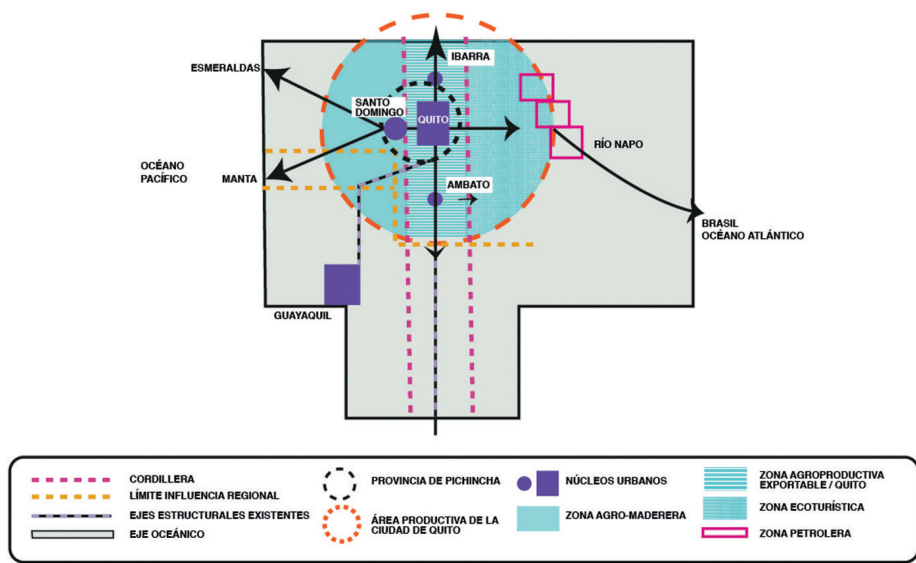 IBARRA
ESMERALDAS
SANTO
DOMINGO
QUITO
RÍO NAPO
OCÉANO
PACÍFICO
MANTA
AMBATO
BRASIL
OCÉANO ATLÁNTICO
GUAYAQUIL
CORDILLERA
LÍMITE INFLUENCIA REGIONAL
EJES ESTRUCTURALES EXISTENTES
EJE OCEÁNICO
PROVINCIA DE PICHINCHA
ÁREA PRODUCTIVA DE LA
CIUDAD DE QUITO
NÚCLEOS URBANOS
ZONA AGRO-MADERERA
ZONA AGROPRODUCTIVA
EXPORTABLE / QUITO
ZONA ECOTURÍSTICA
ZONA PETROLERA